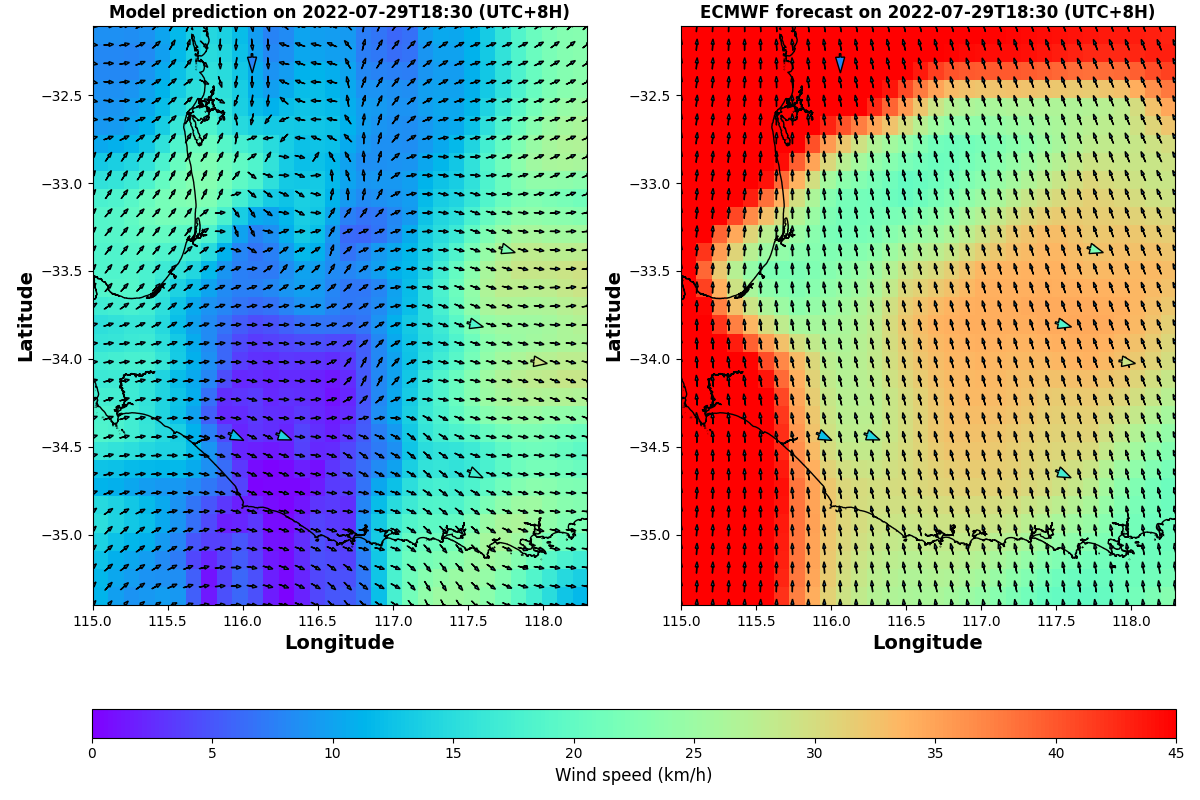 Model prediction on 2022-07-29T18:30 (UTC+8H)
ECMWF forecast on 2022-07-29T18:30 (UTC+8H)
Latitude
−32.5
−33.0
−33.5
−34.0
−34.5
−35.0
115.0 115.5 116.0 116.5 117.0 117.5 118.0
Longitude
Latitude
−32.5
−33.0
−33.5
−34.0
−34.5
−35.0
115.0 115.5 116.0 116.5 117.0 117.5 118.0
Longitude
0 5 10 15 20 25 30 35 40 45
Wind speed (km/h)